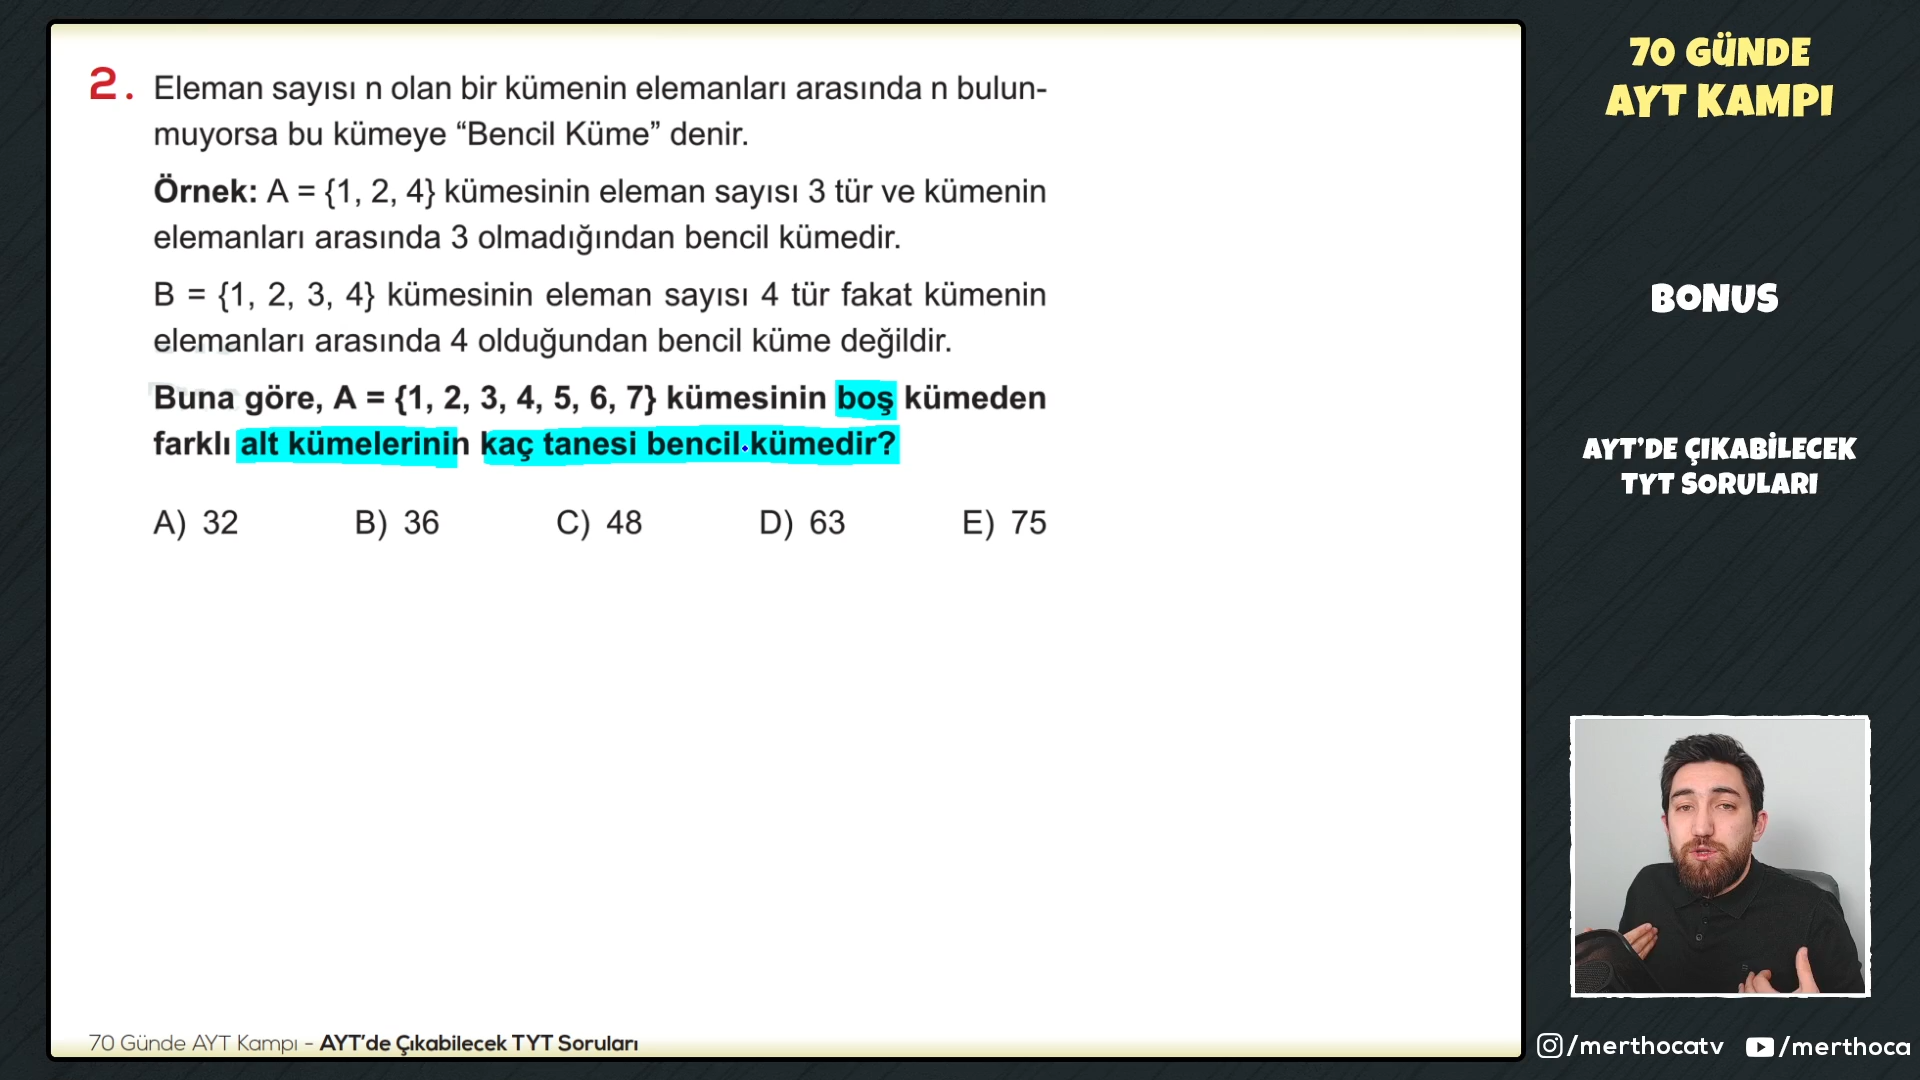 2. Eleman sayısı n olan bir kümenin elemanları arasında n bulun-
muyorsa bu kümeye “Bencil Küme” denir.
Örnek: A = {1, 2, 4} kümesinin eleman sayısı 3 tür ve kümenin
elemanları arasında 3 olmadığından bencil kümedir.
B = {1, 2, 3, 4} kümesinin eleman sayısı 4 tür fakat kümenin
elemanları arasında 4 olduğundan bencil küme değildir.
Buna göre, A = {1, 2, 3, 4, 5, 6, 7} kümesinin boş kümeden
farklı alt kümelerinin kaç tanesi bencil kümedir?
A) 32 B) 36 C) 48 D) 63 E) 75
70 Günde AYT Kampı - AYT’de Çıkabilecek TYT Soruları
70 GÜNDE
AYT KAMPI
BONUS
AYT’DE ÇIKABİLECEK
TYT SORULARI
/merthocatv /merthoca